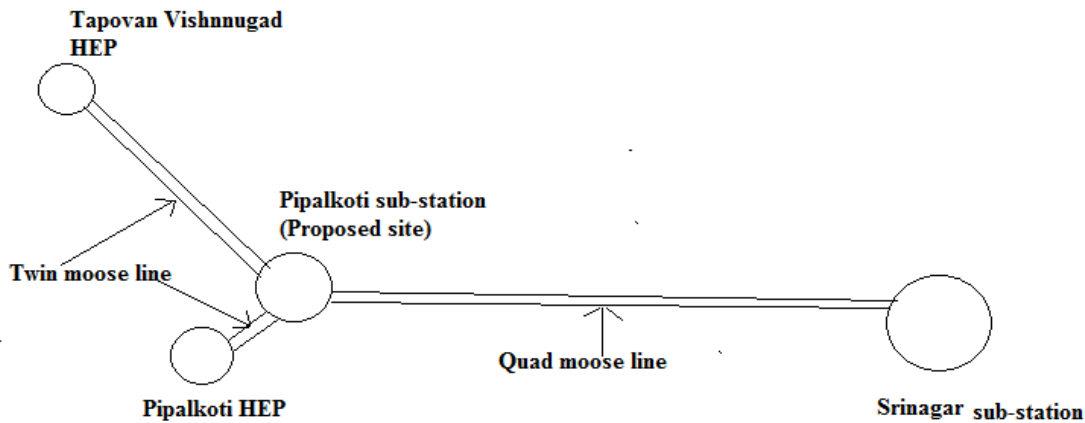 Tapovan Vishnnugad
HEP
Pipalkoti sub-station
(Proposed site)
Twin moose line
Quad moose line
Pipalkoti HEP
Srinagar sub-station